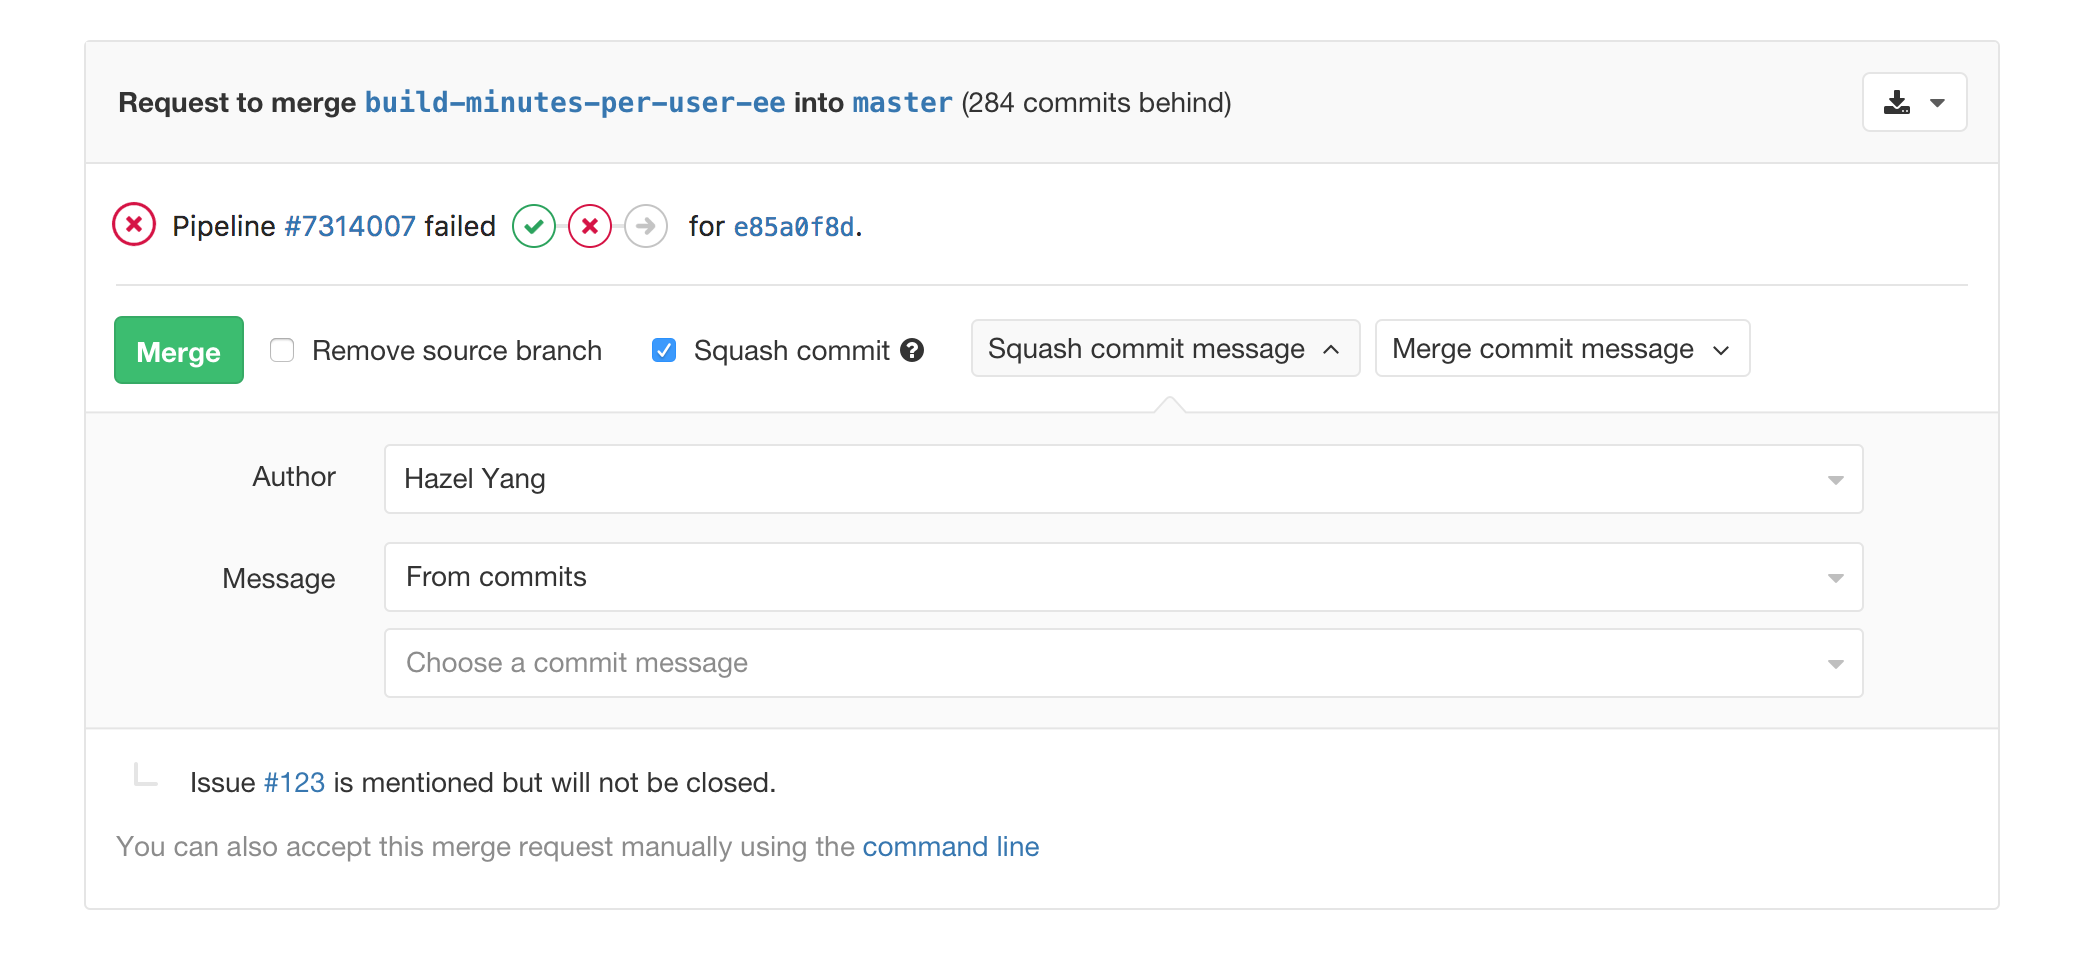 Request to merge build-minutes-per-user-ee into master (284 commits behind)
Pipeline #7314007 failed for e85a0f8d.
Merge Remove source branch Squash commit Squash commit message Merge commit message
Author Hazel Yang
Message From commits
Choose a commit message
Issue #123 is mentioned but will not be closed.
You can also accept this merge request manually using the command line